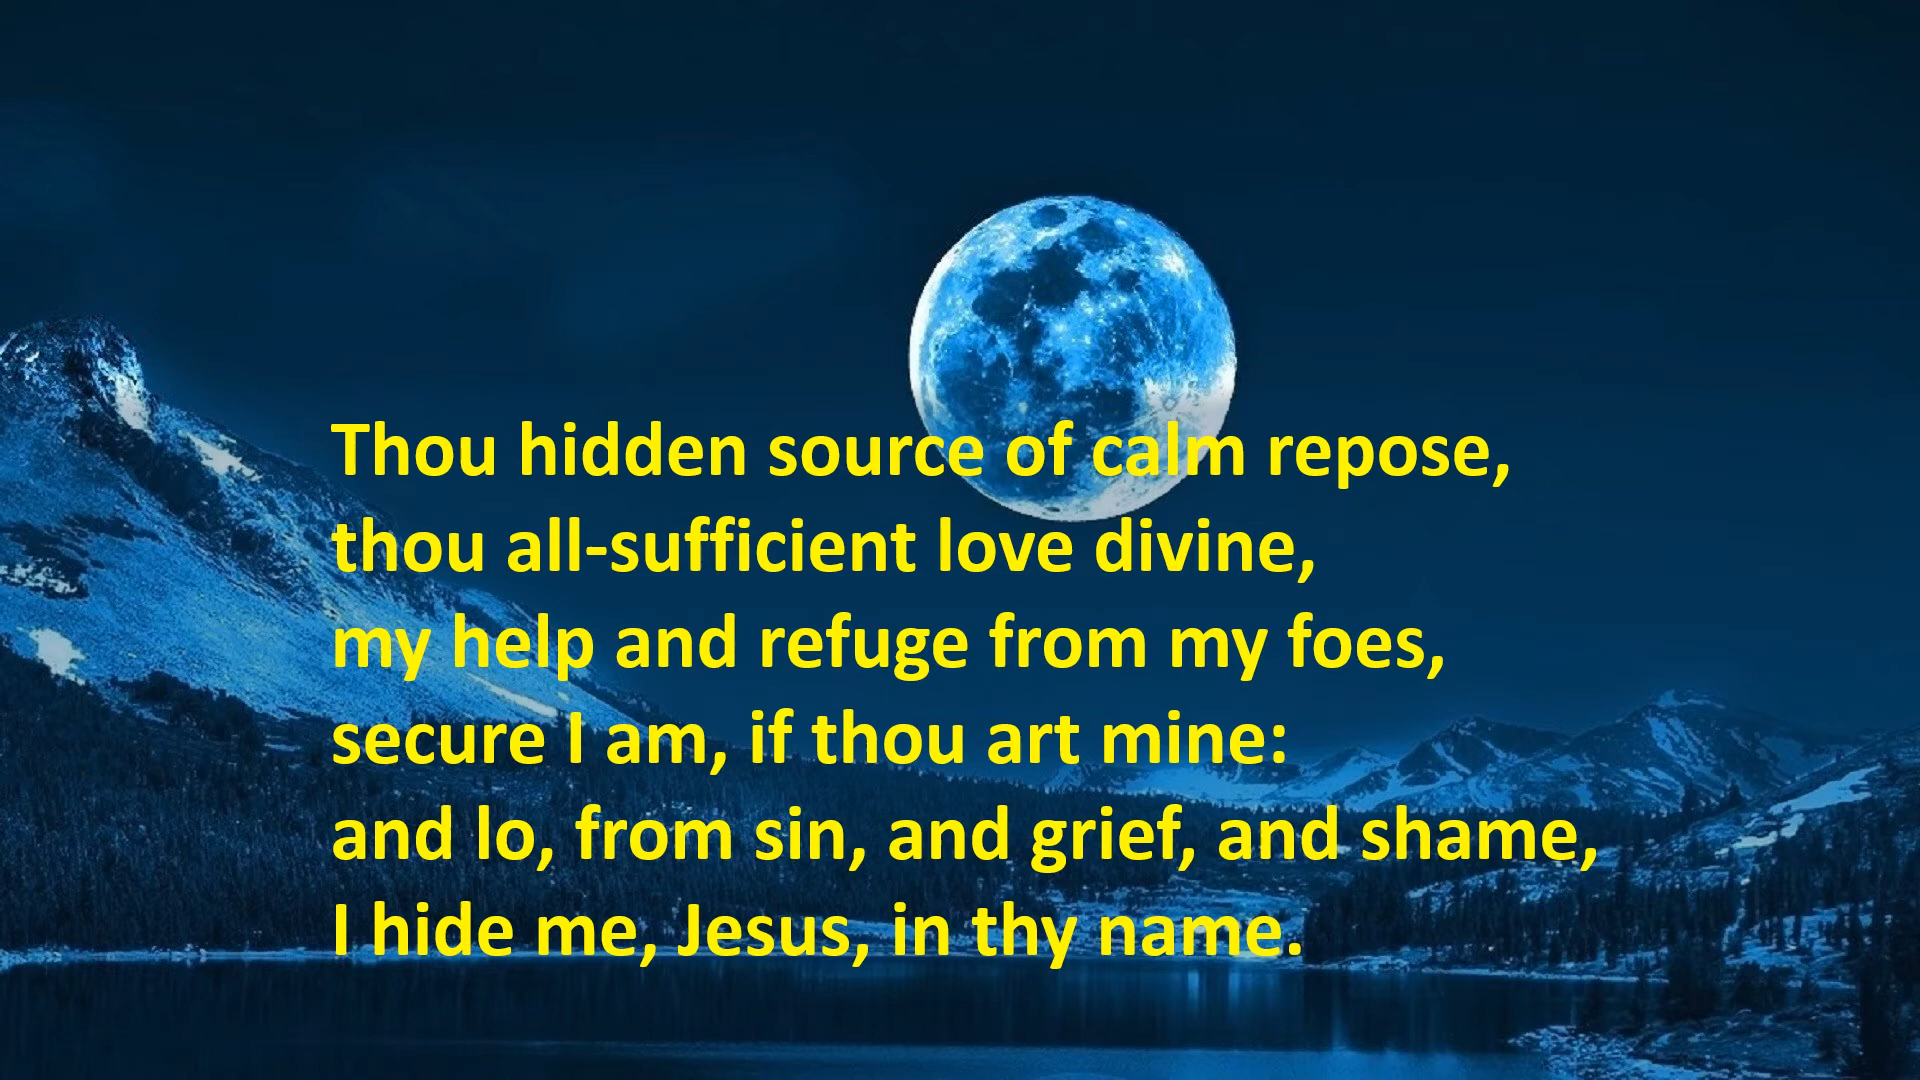 Thou hidden source of calm repose,
thou all-sufficient love divine,
my help and refuge from my foes,
secure I am, if thou art mine:
and lo, from sin, and grief, and shame,
I hide me, Jesus, in thy name.